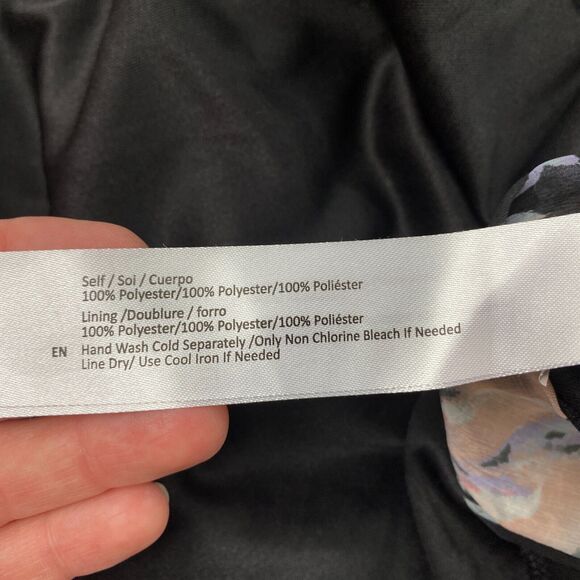 Self / Soi / Cuerpo
100% Polyester/100% Polyester/100% Poliéster
Lining /Doublure / forro
100% Polyester/100% Polyester/100% Poliéster
EN Hand Wash Cold Separately /Only Non Chlorine Bleach If Needed
Line Dry/ Use Cool Iron If Needed